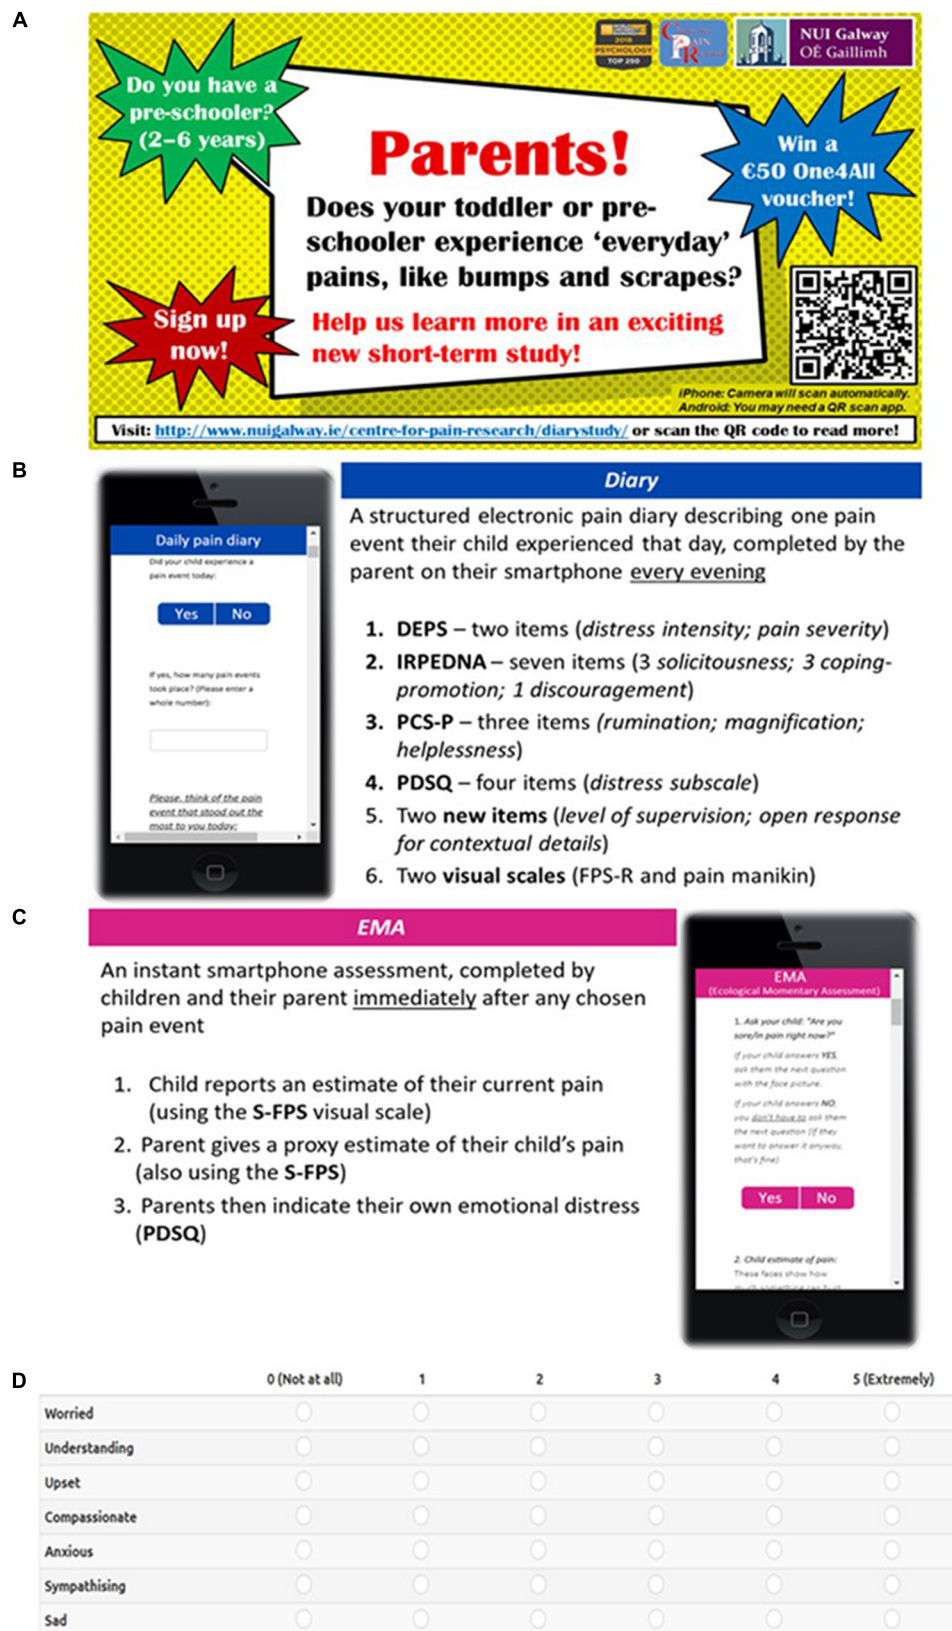 A
PSYCHOLOGY
TOP 250
NUI Galway
OÉ Gaillimh
Do you have a
pre-schooler?
(2–6 years)
Win a
€50 One4All
voucher!
Parents!
Does your toddler or pre-
schooler experience ‘everyday’
pains, like bumps and scrapes?
Sign up
now!
Help us learn more in an exciting
new short-term study!
iPhone: Camera will scan automatically.
Android: You may need a QR scan app.
Visit: http://www.nuigalway.ie/centre-for-pain-research/diarystudy/ or scan the QR code to read more!
B
Daily pain diary
Did your child experience a
pain event today:
Yes No
If yes, how many pain events
took place? (Please enter a
whole number):
Please, think of the pain
event that stood out the
most to you today:
Diary
A structured electronic pain diary describing one pain
event their child experienced that day, completed by the
parent on their smartphone every evening
1. DEPS – two items (distress intensity; pain severity)
2. IRPEDNA – seven items (3 solicitousness; 3 coping-
promotion; 1 discouragement)
3. PCS-P – three items (rumination; magnification;
helplessness)
4. PDSQ – four items (distress subscale)
5. Two new items (level of supervision; open response
for contextual details)
6. Two visual scales (FPS-R and pain manikin)
C
EMA
An instant smartphone assessment, completed by
children and their parent immediately after any chosen
pain event
1. Child reports an estimate of their current pain
(using the S-FPS visual scale)
2. Parent gives a proxy estimate of their child’s pain
(also using the S-FPS)
3. Parents then indicate their own emotional distress
(PDSQ)
EMA
(Ecological Momentary Assessment)
1. Ask your child: "Are you
sore/in pain right now?"
If your child answers YES,
ask them the next question
with the face picture.
If your child answers NO,
you don't have to ask them
the next question (if they
want to answer it anyway,
that's fine)
Yes No
2. Child estimate of pain:
These faces show how
much something can hurt
D
0 (Not at all) 1 2 3 4 5 (Extremely)
Worried
Understanding
Upset
Compassionate
Anxious
Sympathising
Sad